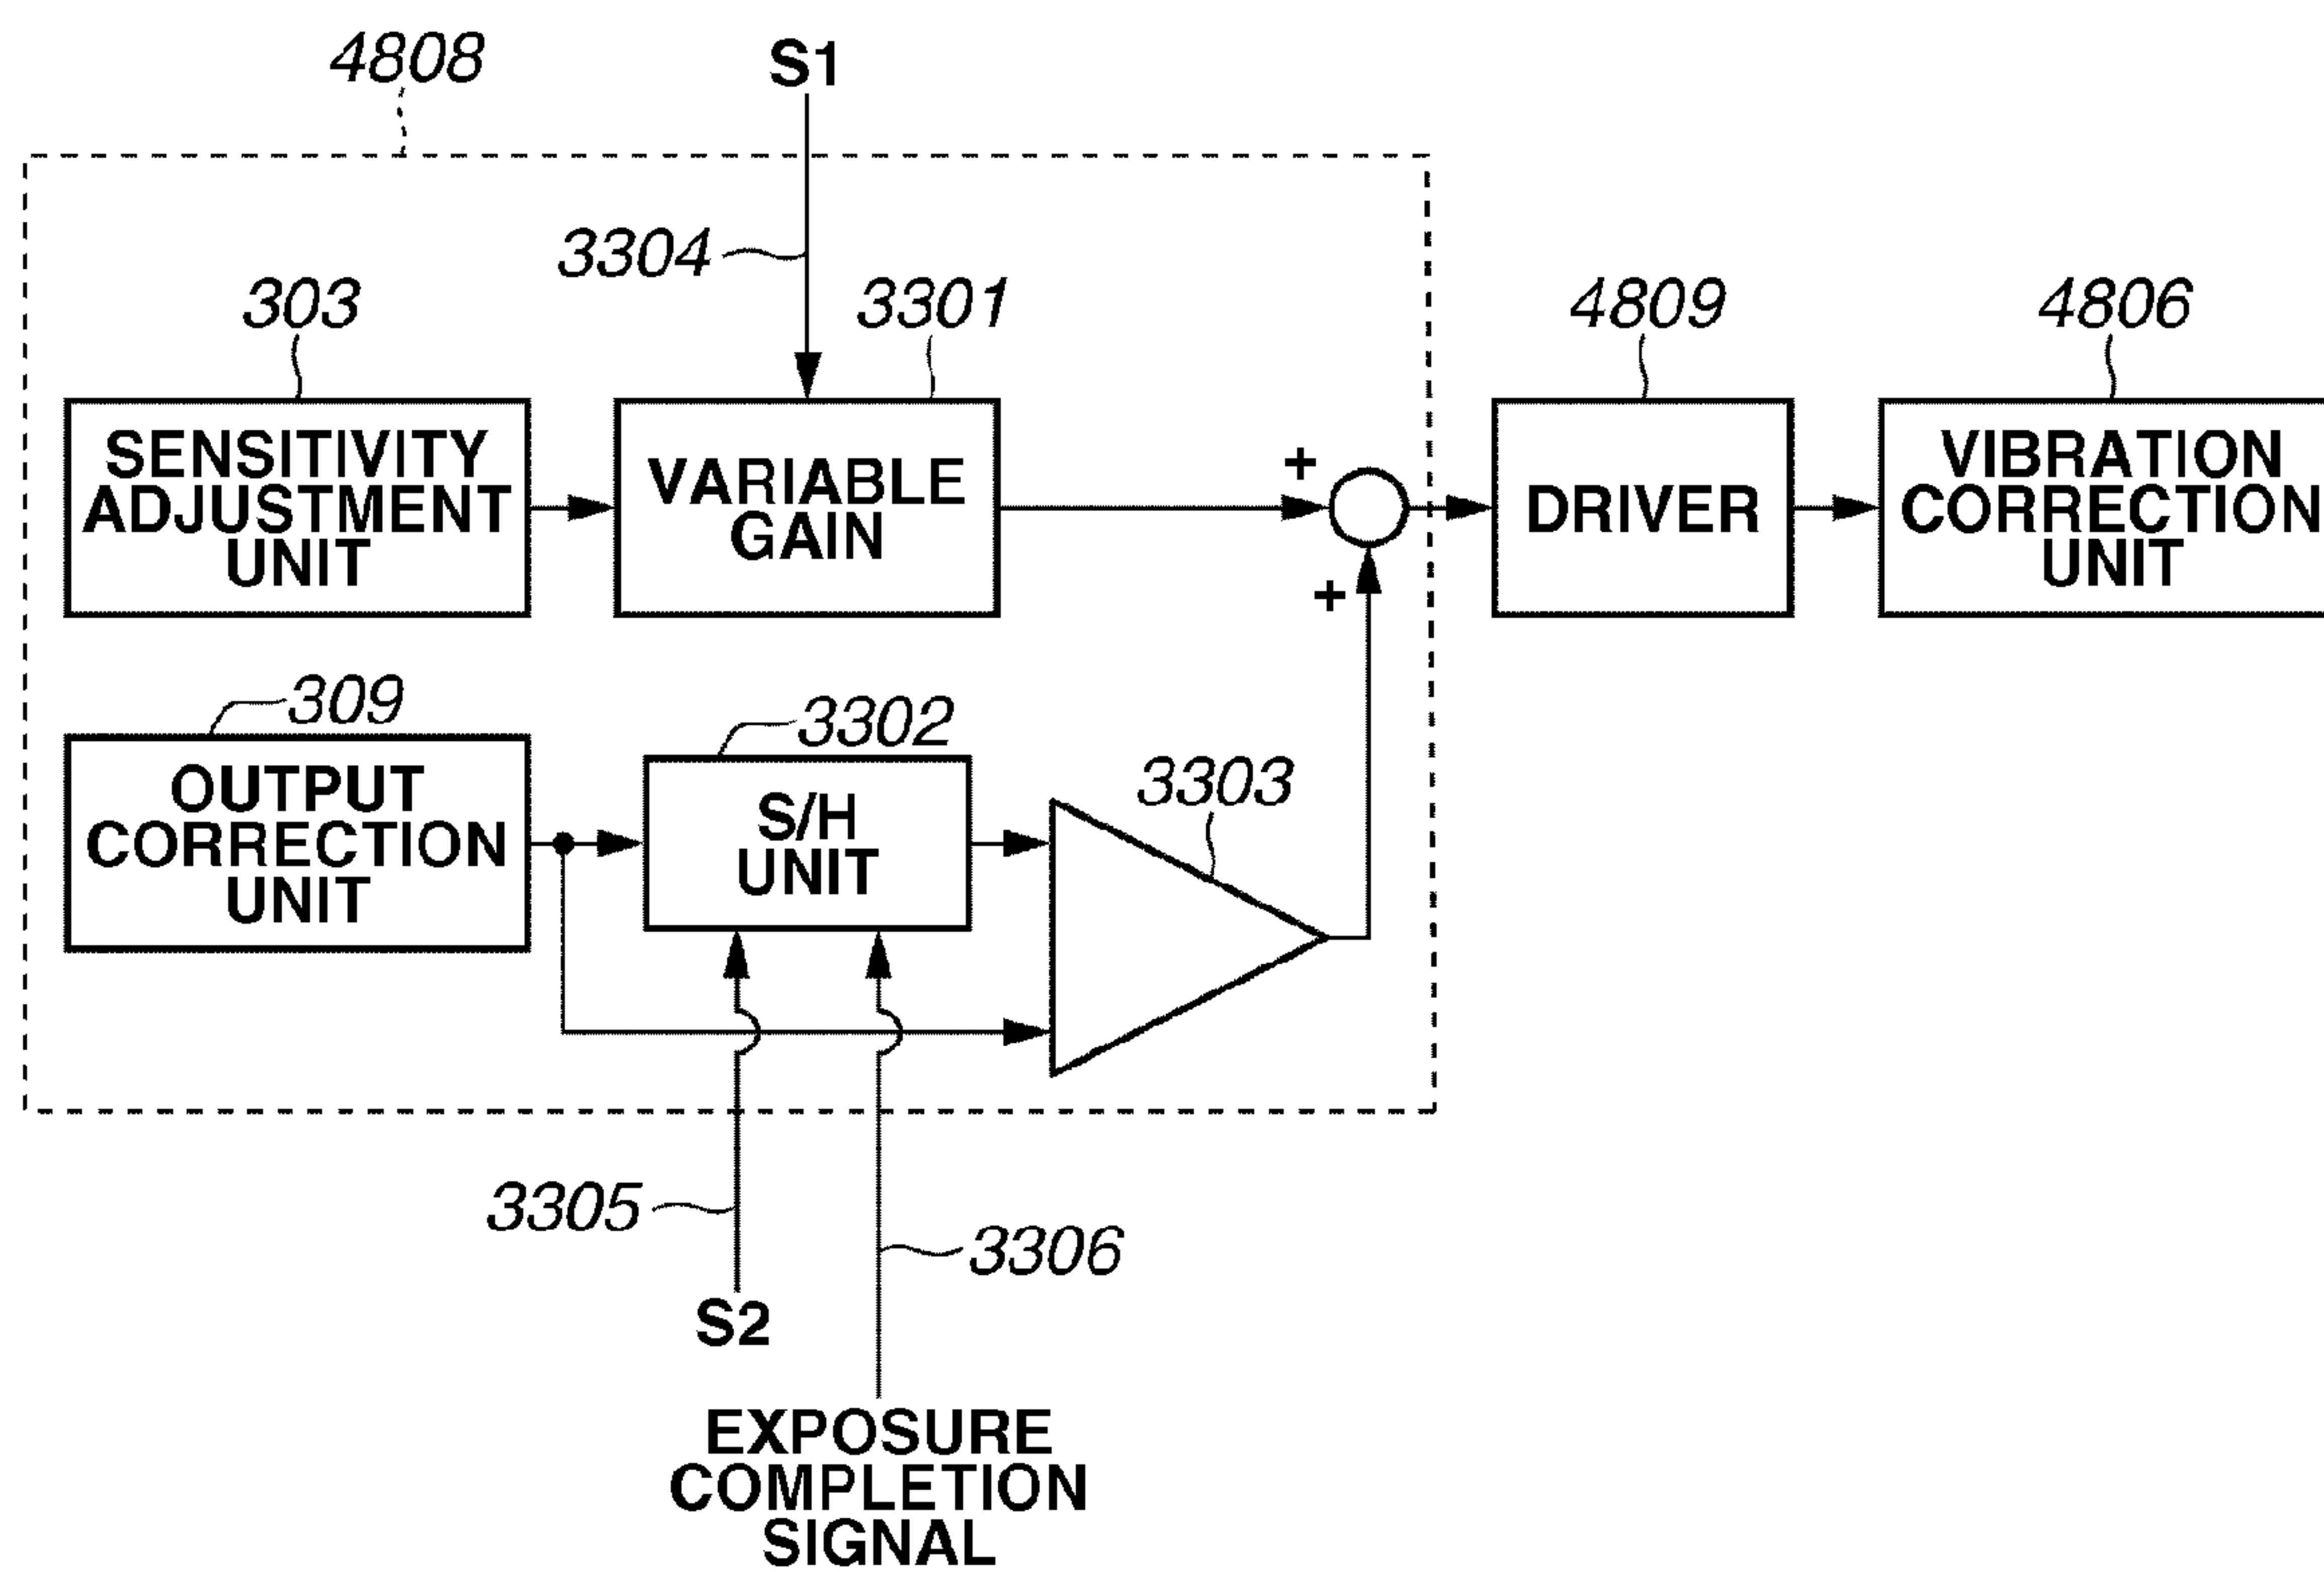 4808
S1
3304
303
3301
4809
4806
SENSITIVITY
ADJUSTMENT
UNIT
VARIABLE
GAIN
+
+
DRIVER
VIBRATION
CORRECTION
UNIT
309
3302
3303
OUTPUT
CORRECTION
UNIT
S/H
UNIT
3305
3306
S2
EXPOSURE
COMPLETION
SIGNAL